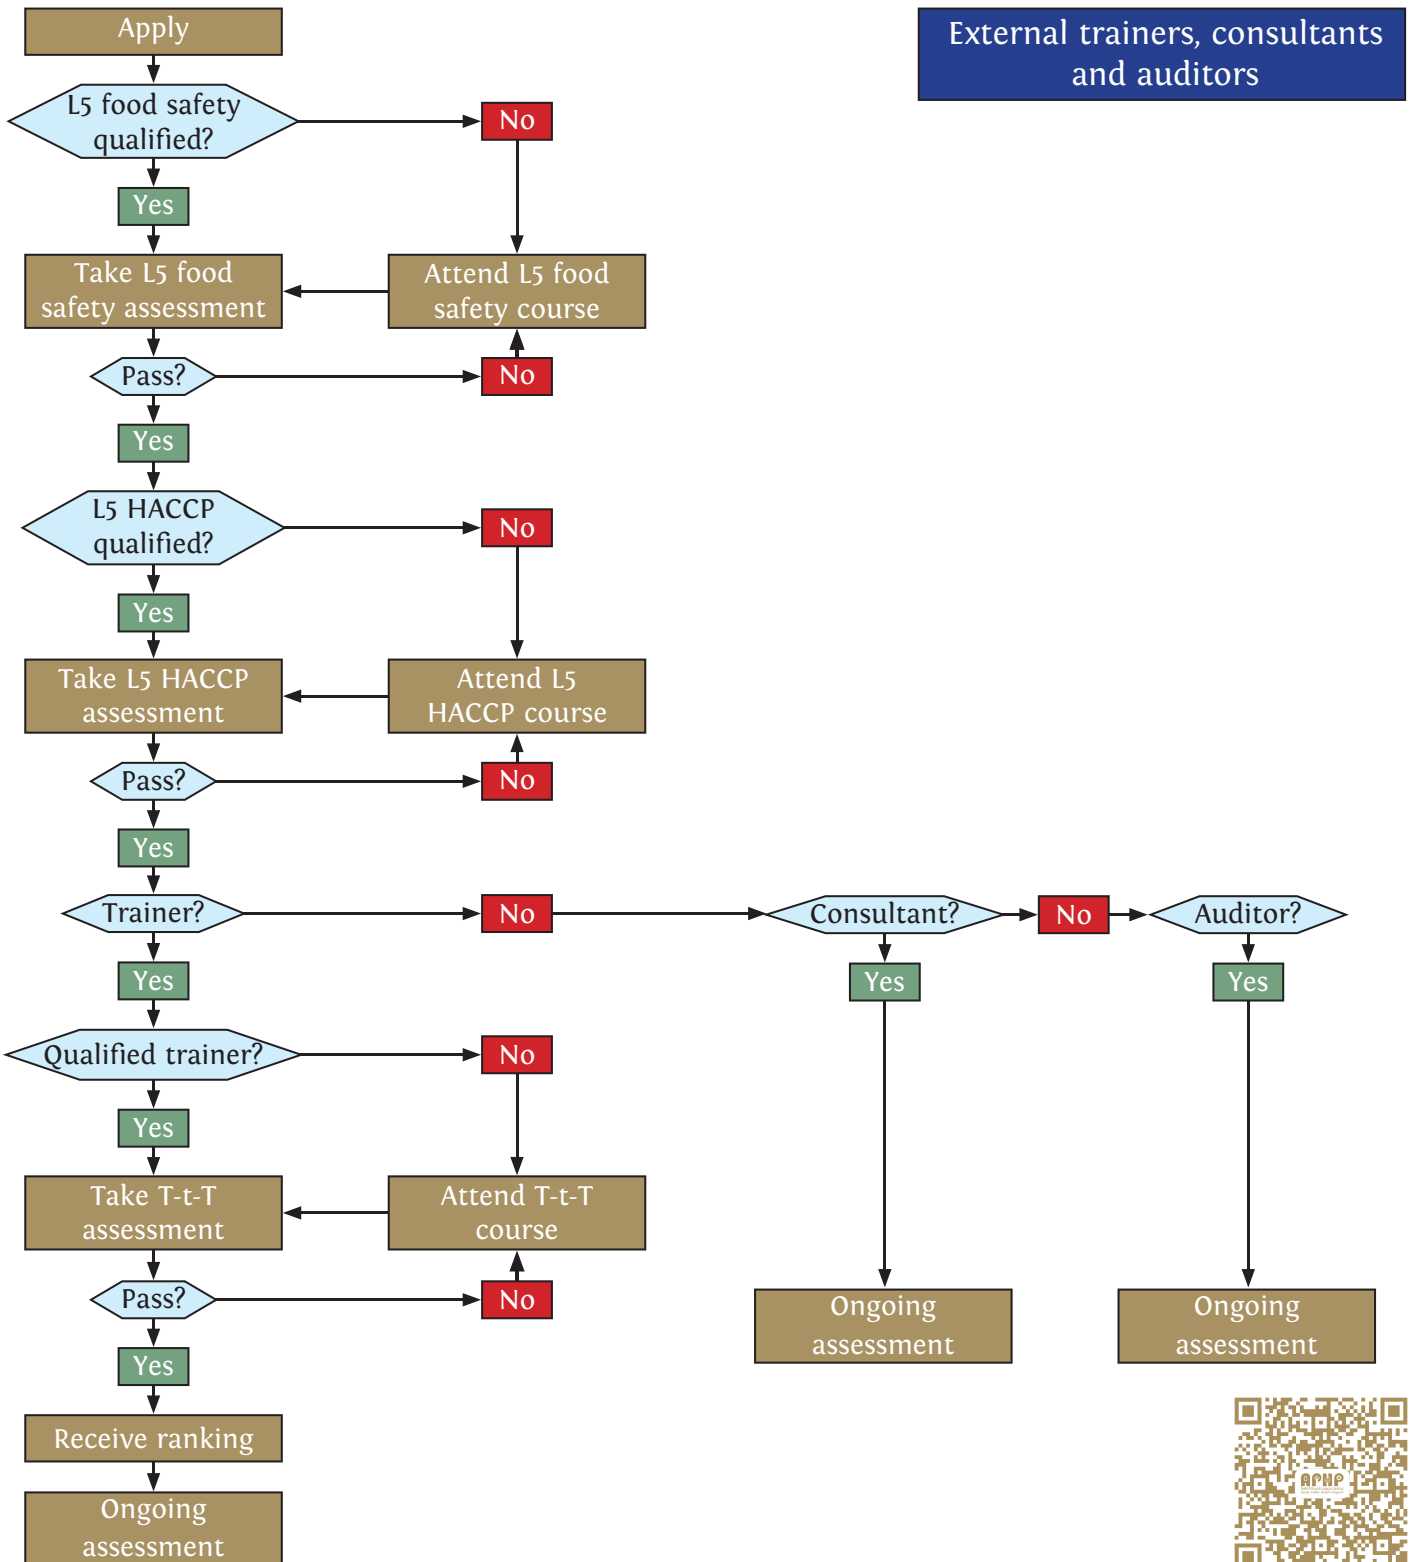 Apply
External trainers, consultants
and auditors
L5 food safety
qualified?
No
Yes
Take L5 food
safety assessment
Attend L5 food
safety course
Pass?
No
Yes
L5 HACCP
qualified?
No
Yes
Take L5 HACCP
assessment
Attend L5
HACCP course
Pass?
No
Yes
Trainer?
No
Consultant?
No
Auditor?
Yes
Yes
Yes
Qualified trainer?
No
Yes
Take T-t-T
assessment
Attend T-t-T
course
Pass?
No
Ongoing
assessment
Ongoing
assessment
Yes
Receive ranking
Ongoing
assessment
APHP